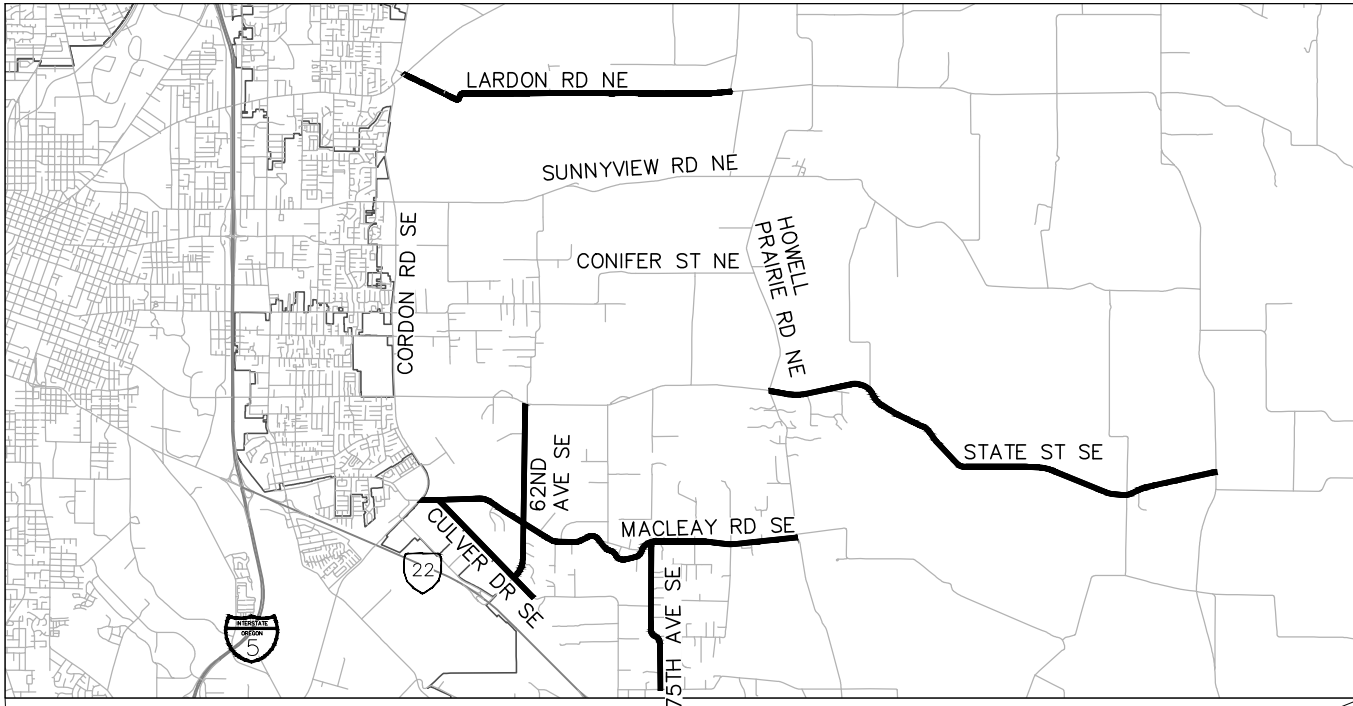 LARDON RD NE
SUNNYVIEW RD NE
CORDON RD SE
CONIFER ST NE
HOWELL
PRAIRIE RD NE
62ND
AVE SE
STATE ST SE
MACLEAY RD SE
CULVER DR SE
22
75TH AVE SE
INTERSTATE
OREGON
5